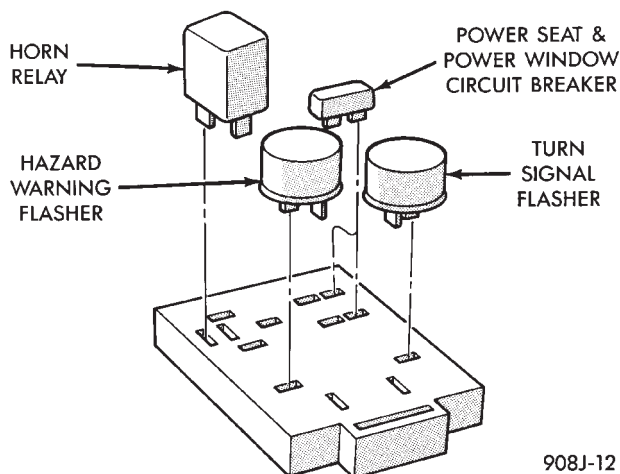 HORN
RELAY
POWER SEAT &
POWER WINDOW
CIRCUIT BREAKER
HAZARD
WARNING
FLASHER
TURN
SIGNAL
FLASHER
908J-12